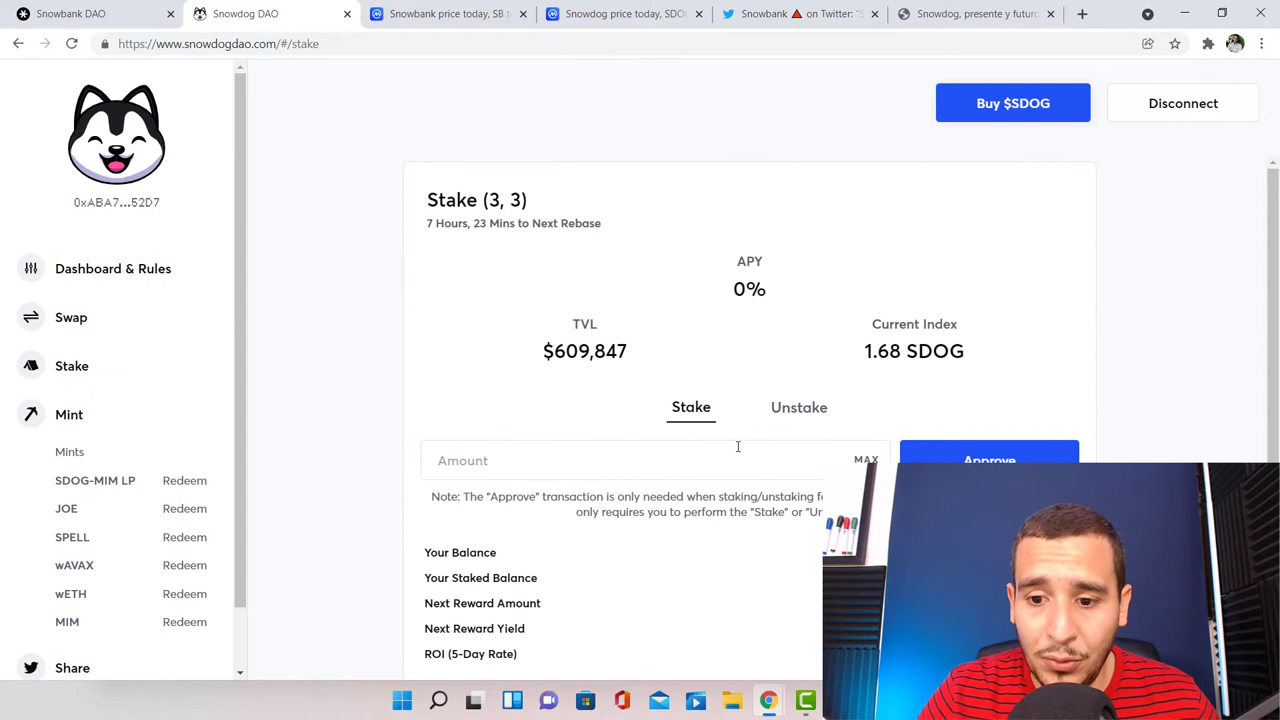 Snowbank DAO
Snowdog DAO
Snowbank price today, SB t
Snowdog price today, SDO
Snowbank 🔺 on Twitter: "S
Snowdog, presente y futur
https://www.snowdogdao.com/#/stake
Buy $SDOG
Disconnect
0xABA7...52D7
Dashboard & Rules
Swap
Stake
Mint
Mints
SDOG-MIM LP Redeem
JOE Redeem
SPELL Redeem
wAVAX Redeem
wETH Redeem
MIM Redeem
Share
Stake (3, 3)
7 Hours, 23 Mins to Next Rebase
APY
0%
TVL
$609,847
Current Index
1.68 SDOG
Stake
Unstake
Amount
MAX
Approve
Note: The "Approve" transaction is only needed when staking/unstaking f
only requires you to perform the "Stake" or "Un
Your Balance
Your Staked Balance
Next Reward Amount
Next Reward Yield
ROI (5-Day Rate)